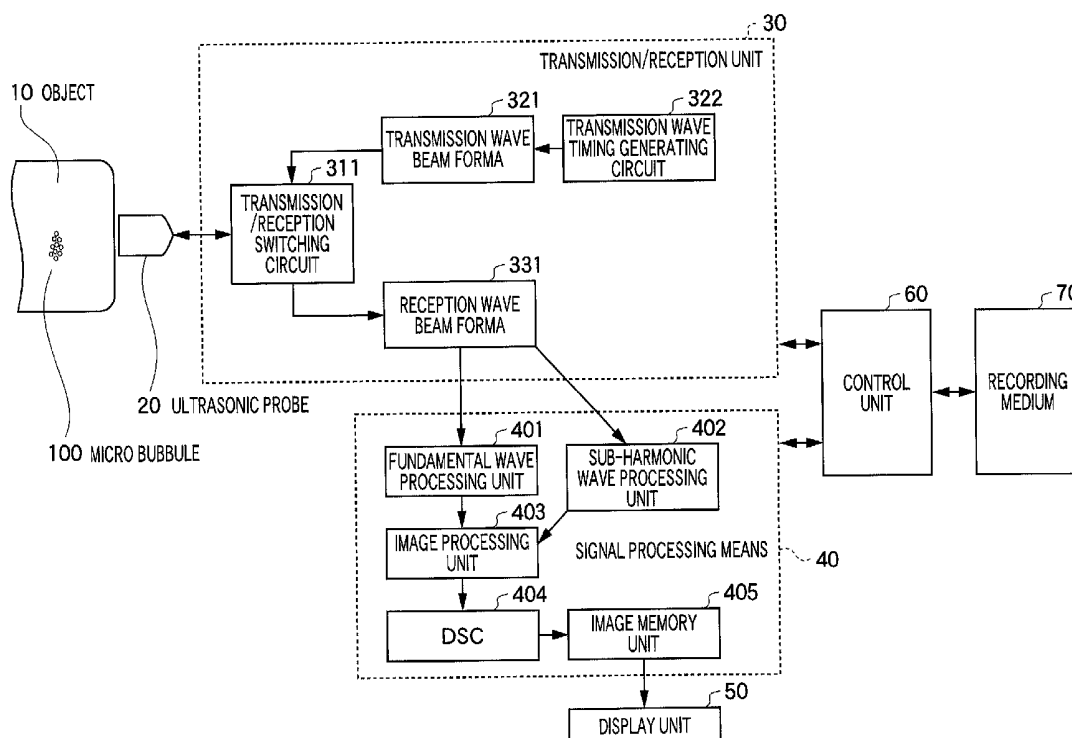 30
TRANSMISSION/RECEPTION UNIT
10 OBJECT
321
TRANSMISSION WAVE
BEAM FORMA
322
TRANSMISSION WAVE
TIMING GENERATING
CIRCUIT
311
TRANSMISSION
/RECEPTION
SWITCHING
CIRCUIT
331
RECEPTION WAVE
BEAM FORMA
20 ULTRASONIC PROBE
100 MICRO BUBBULE
60
CONTROL
UNIT
70
RECORDING
MEDIUM
401
FUNDAMENTAL WAVE
PROCESSING UNIT
402
SUB-HARMONIC
WAVE PROCESSING
UNIT
403
IMAGE PROCESSING
UNIT
SIGNAL PROCESSING MEANS
40
404
DSC
405
IMAGE MEMORY
UNIT
50
DISPLAY UNIT